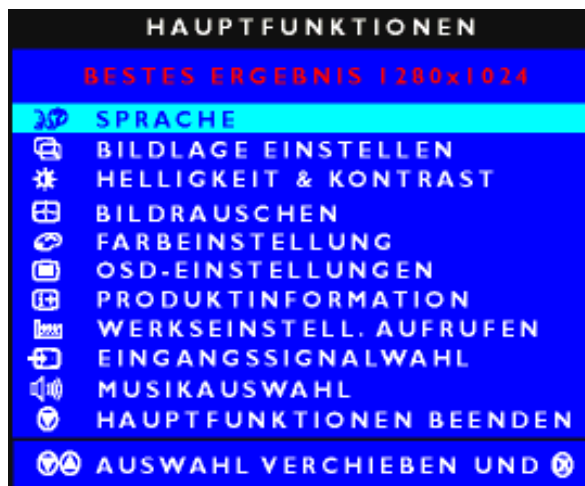 HAUPTFUNKTIONEN
BESTES ERGEBNIS 1280x1024
SPRACHE
BILDLAGE EINSTELLEN
HELLIGKEIT & KONTRAST
BILDRAUSCHEN
FARBEINSTELLUNG
OSD-EINSTELLUNGEN
PRODUKTINFORMATION
WERKSEINSTELL. AUFRUFEN
EINGANGSSIGNALWAHL
MUSIKAUSWAHL
HAUPTFUNKTIONEN BEENDEN
AUSWAHL VERCHIEBEN UND